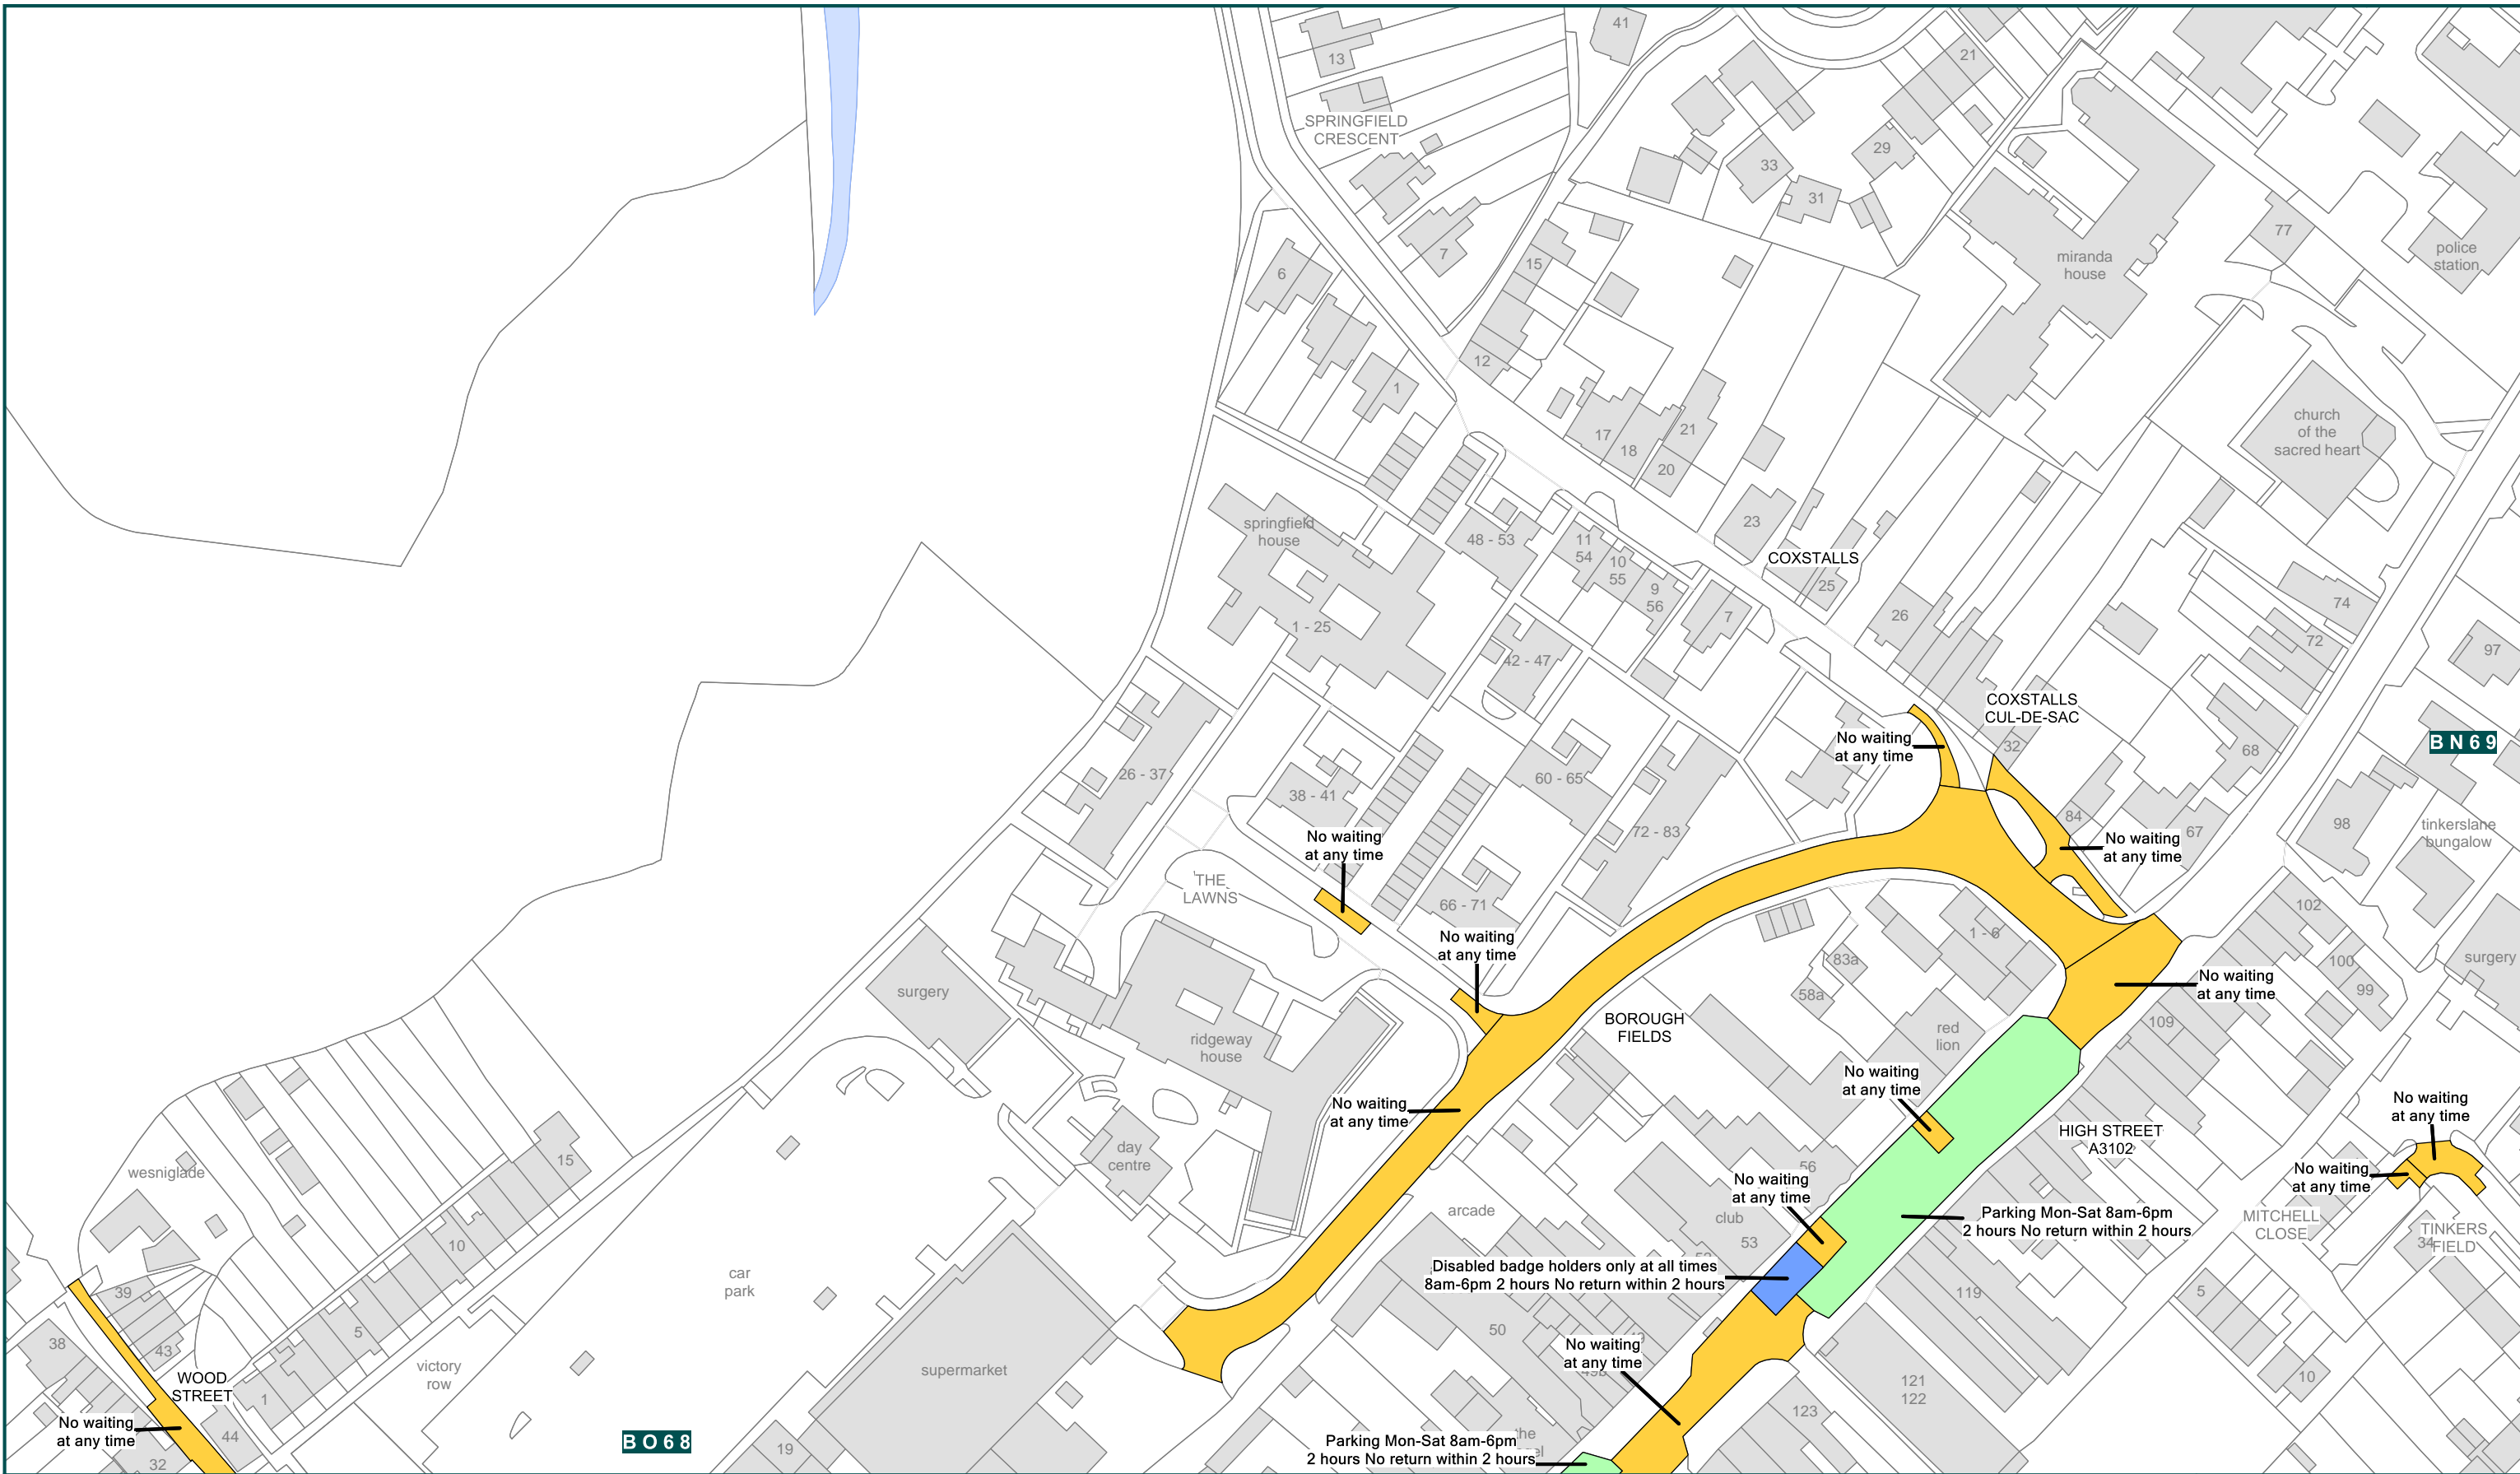 41
13
21
SPRINGFIELD
CRESCENT
29
33
31
77
police
station
miranda
house
7
15
6
12
1
church
of the
sacred heart
17
18
21
20
springfield
house
48 - 53
11
54
10
55
9
56
23
COXSTALLS
25
26
7
74
72
97
1 - 25
42 - 47
COXSTALLS
CUL-DE-SAC
32
68
BN69
No waiting
at any time
26 - 37
38 - 41
60 - 65
72 - 83
84
67
98
tinkerslane
bungalow
No waiting
at any time
No waiting
at any time
THE
LAWNS
66 - 71
102
1 - 6
No waiting
at any time
83a
100
99
surgery
58a
surgery
No waiting
at any time
109
BOROUGH
FIELDS
red
lion
ridgeway
house
No waiting
at any time
No waiting
at any time
No waiting
at any time
HIGH STREET
A3102
day
centre
15
wesniglade
56
No waiting
at any time
No waiting
at any time
arcade
club
53
52
Parking Mon-Sat 8am-6pm
2 hours No return within 2 hours
MITCHELL
CLOSE
TINKERS
FIELD
34
10
car
park
Disabled badge holders only at all times
8am-6pm 2 hours No return within 2 hours
39
5
119
5
38
43
50
49
No waiting
at any time
49b
supermarket
victory
row
WOOD
STREET
1
121
122
10
123
No waiting
at any time
44
BO68
19
the
Parking Mon-Sat 8am-6pm
2 hours No return within 2 hours
32